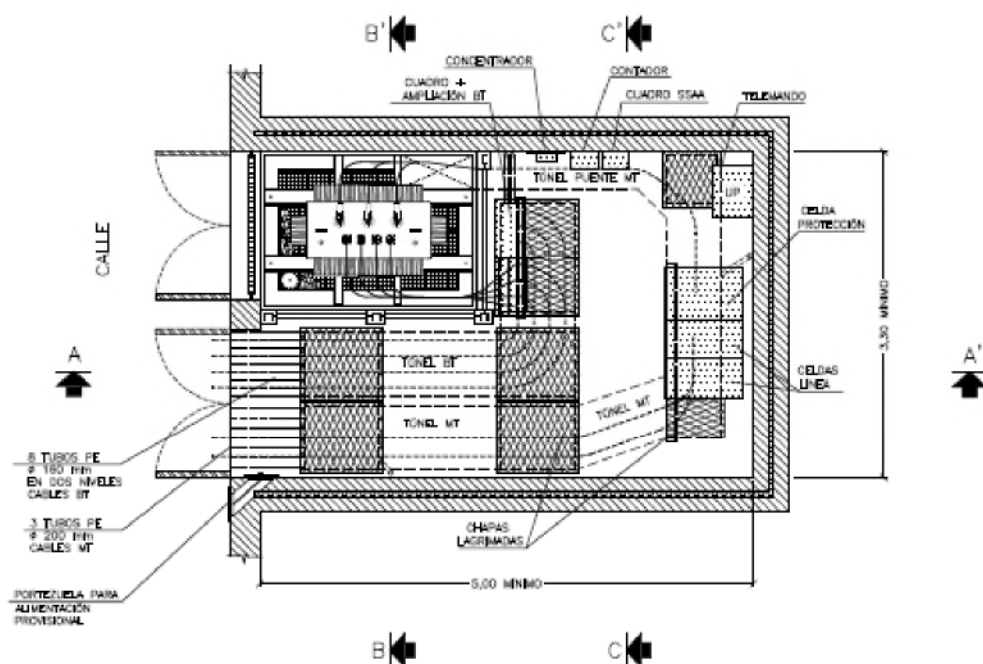 B'
C'
CONCENTRADOR
CONTADOR
CUADRO +
AMPLIACIÓN BT
CUADRO SSAA
TELEMANDO
TÚNEL PUENTE MT
UP
CELDA
PROTECCIÓN
CALLE
3,30 MÍNIMO
A
A'
TÚNEL BT
CELDAS
LÍNEA
TÚNEL MT
TÚNEL MT
8 TUBOS PE
ø 160 mm
EN DOS NIVELES
CABLES BT
3 TUBOS PE
ø 200 mm
CABLES MT
CHAPAS
LAGRIMADAS
5,00 MÍNIMO
PORTEZUELA PARA
ALIMENTACIÓN
PROVISIONAL
B
C